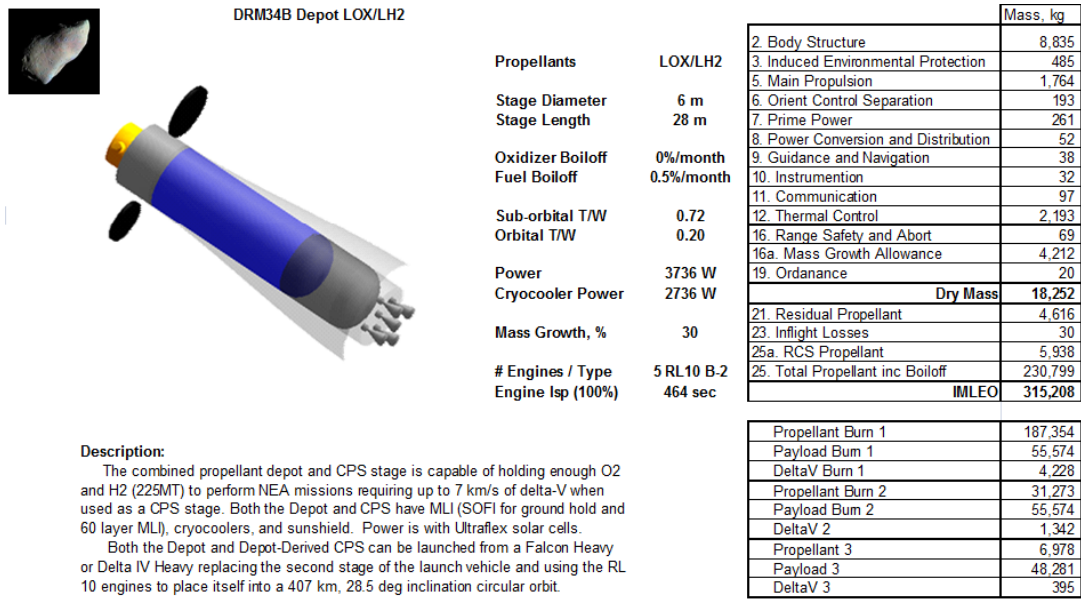 DRM34B Depot LOX/LH2
Propellants LOX/LH2
Stage Diameter 6 m
Stage Length 28 m
Oxidizer Boiloff 0%/month
Fuel Boiloff 0.5%/month
Sub-orbital T/W 0.72
Orbital T/W 0.20
Power 3736 W
Cryocooler Power 2736 W
Mass Growth, % 30
# Engines / Type 5 RL10 B-2
Engine Isp (100%) 464 sec
Mass, kg
2. Body Structure 8,835
3. Induced Environmental Protection 485
5. Main Propulsion 1,764
6. Orient Control Separation 193
7. Prime Power 261
8. Power Conversion and Distribution 52
9. Guidance and Navigation 38
10. Instrumention 32
11. Communication 97
12. Thermal Control 2,193
16. Range Safety and Abort 69
16a. Mass Growth Allowance 4,212
19. Ordanance 20
Dry Mass 18,252
21. Residual Propellant 4,616
23. Inflight Losses 30
25a. RCS Propellant 5,938
25. Total Propellant inc Boiloff 230,799
IMLEO 315,208
Propellant Burn 1 187,354
Payload Burn 1 55,574
DeltaV Burn 1 4,228
Propellant Burn 2 31,273
Payload Burn 2 55,574
DeltaV 2 1,342
Propellant 3 6,978
Payload 3 48,281
DeltaV 3 395
Description:
The combined propellant depot and CPS stage is capable of holding enough O2
and H2 (225MT) to perform NEA missions requiring up to 7 km/s of delta-V when
used as a CPS stage. Both the Depot and CPS have MLI (SOFI for ground hold and
60 layer MLI), cryocoolers, and sunshield. Power is with Ultraflex solar cells.
Both the Depot and Depot-Derived CPS can be launched from a Falcon Heavy
or Delta IV Heavy replacing the second stage of the launch vehicle and using the RL
10 engines to place itself into a 407 km, 28.5 deg inclination circular orbit.